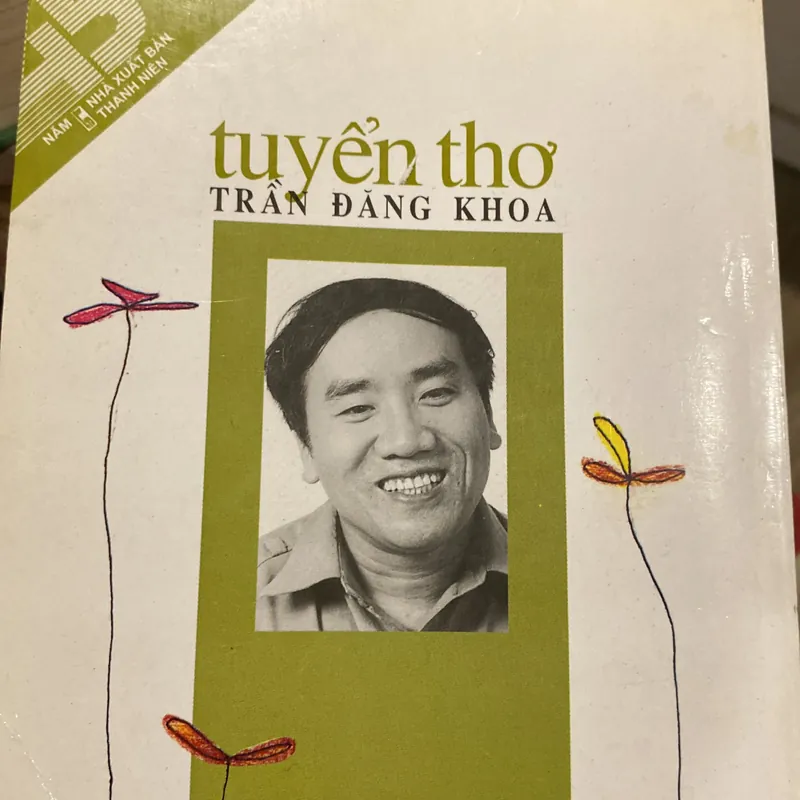 NĂM NHÀ XUẤT BẢN
THANH NIÊN
tuyển thơ
TRẦN ĐĂNG KHOA